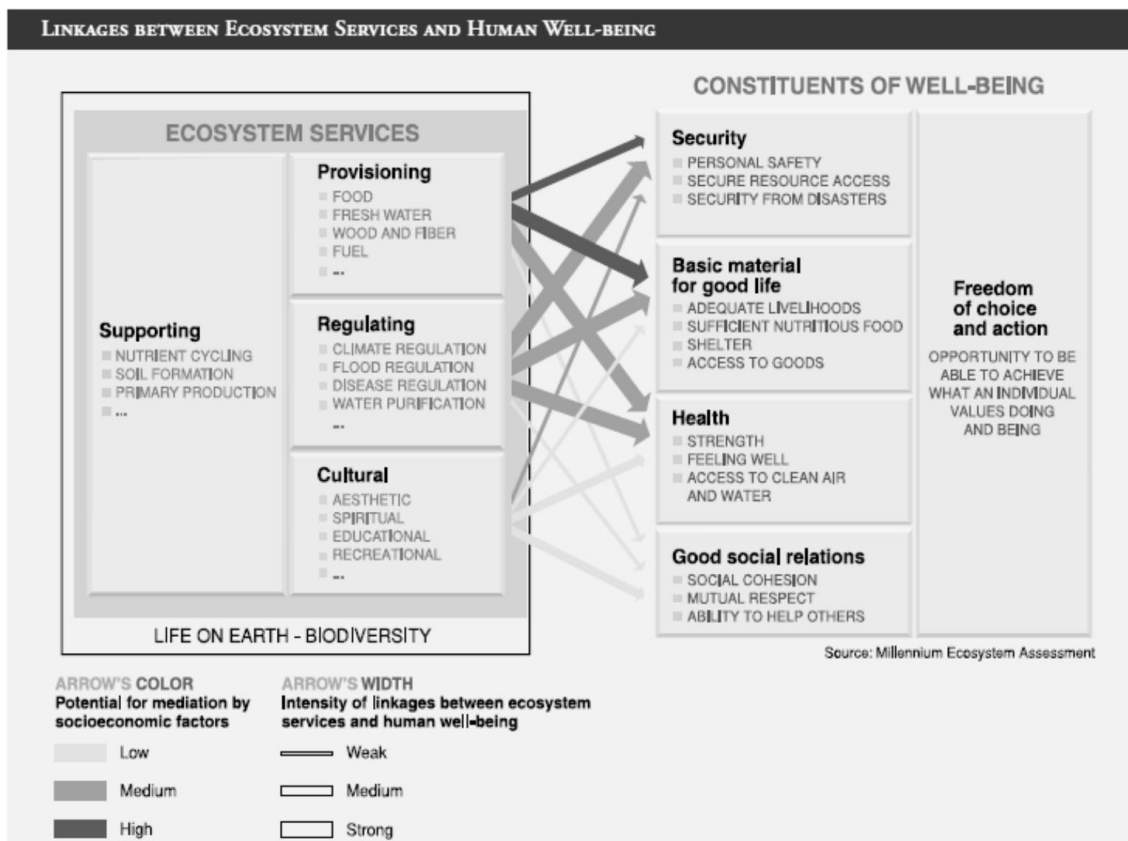 LINKAGES BETWEEN ECOSYSTEM SERVICES AND HUMAN WELL-BEING
CONSTITUENTS OF WELL-BEING
ECOSYSTEM SERVICES
Supporting
NUTRIENT CYCLING
SOIL FORMATION
PRIMARY PRODUCTION
...
Provisioning
FOOD
FRESH WATER
WOOD AND FIBER
FUEL
...
Regulating
CLIMATE REGULATION
FLOOD REGULATION
DISEASE REGULATION
WATER PURIFICATION
...
Cultural
AESTHETIC
SPIRITUAL
EDUCATIONAL
RECREATIONAL
...
LIFE ON EARTH - BIODIVERSITY
Security
PERSONAL SAFETY
SECURE RESOURCE ACCESS
SECURITY FROM DISASTERS
Basic material
for good life
ADEQUATE LIVELIHOODS
SUFFICIENT NUTRITIOUS FOOD
SHELTER
ACCESS TO GOODS
Health
STRENGTH
FEELING WELL
ACCESS TO CLEAN AIR
AND WATER
Good social relations
SOCIAL COHESION
MUTUAL RESPECT
ABILITY TO HELP OTHERS
Freedom
of choice
and action
OPPORTUNITY TO BE
ABLE TO ACHIEVE
WHAT AN INDIVIDUAL
VALUES DOING
AND BEING
Source: Millennium Ecosystem Assessment
ARROW'S COLOR
Potential for mediation by
socioeconomic factors
Low
Medium
High
ARROW'S WIDTH
Intensity of linkages between ecosystem
services and human well-being
Weak
Medium
Strong